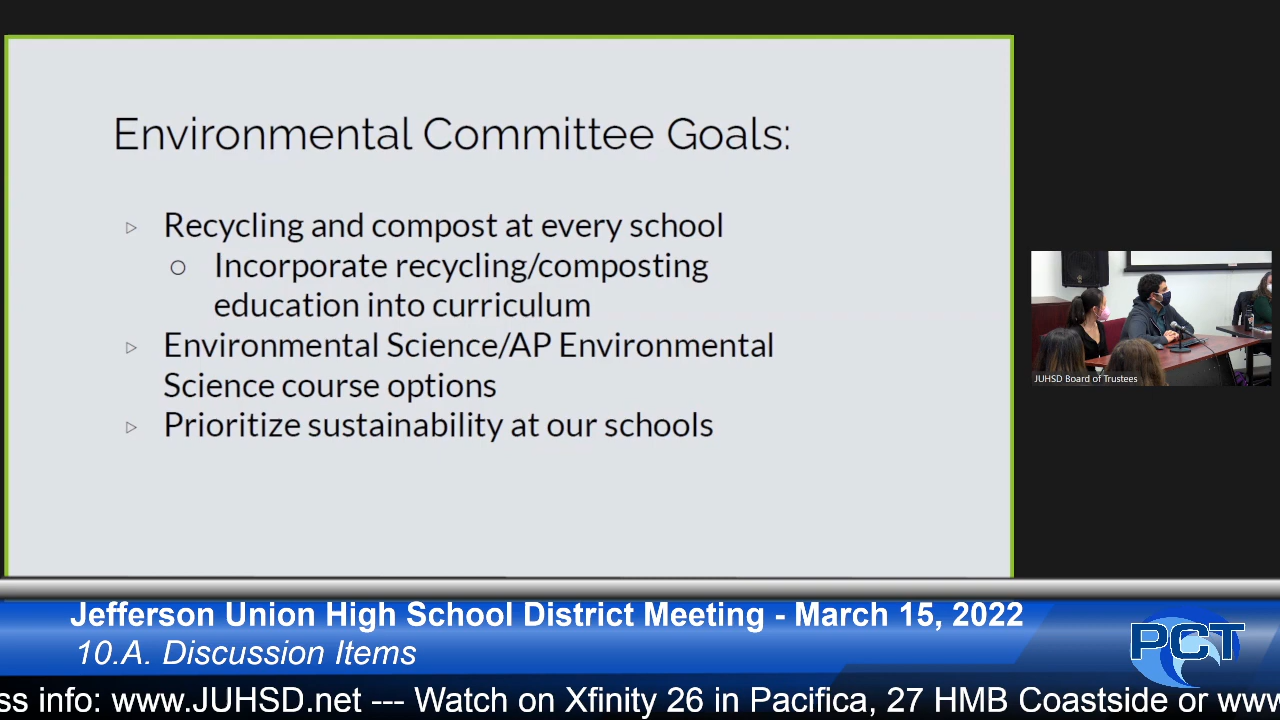 Environmental Committee Goals:
Recycling and compost at every school
Incorporate recycling/composting
education into curriculum
Environmental Science/AP Environmental
Science course options
Prioritize sustainability at our schools
JUHSD Board of Trustees
Jefferson Union High School District Meeting - March 15, 2022
10.A. Discussion Items
PCT
ss info: www.JUHSD.net --- Watch on Xfinity 26 in Pacifica, 27 HMB Coastside or www